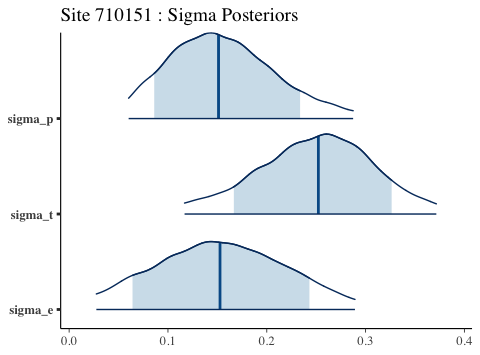 Site 710151 : Sigma Posteriors
sigma_p
sigma_t
sigma_e
0.0 0.1 0.2 0.3 0.4